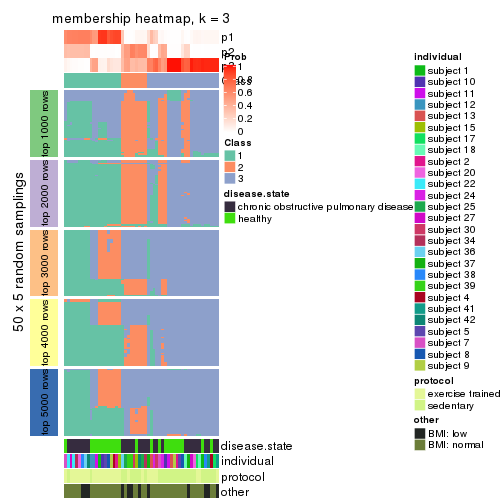 membership heatmap, k = 3
p1
p2
p3
Prob
1
0.8
0.6
0.4
0.2
0
Class
Class
1
2
3
disease.state
chronic obstructive pulmonary disease
healthy
50 x 5 random samplings
top 1000 rows
top 2000 rows
top 3000 rows
top 4000 rows
top 5000 rows
disease.state
individual
protocol
other
individual
subject 1
subject 10
subject 11
subject 12
subject 13
subject 15
subject 17
subject 18
subject 2
subject 20
subject 22
subject 24
subject 25
subject 27
subject 30
subject 34
subject 36
subject 37
subject 38
subject 39
subject 4
subject 41
subject 42
subject 5
subject 7
subject 8
subject 9
protocol
exercise trained
sedentary
other
BMI: low
BMI: normal